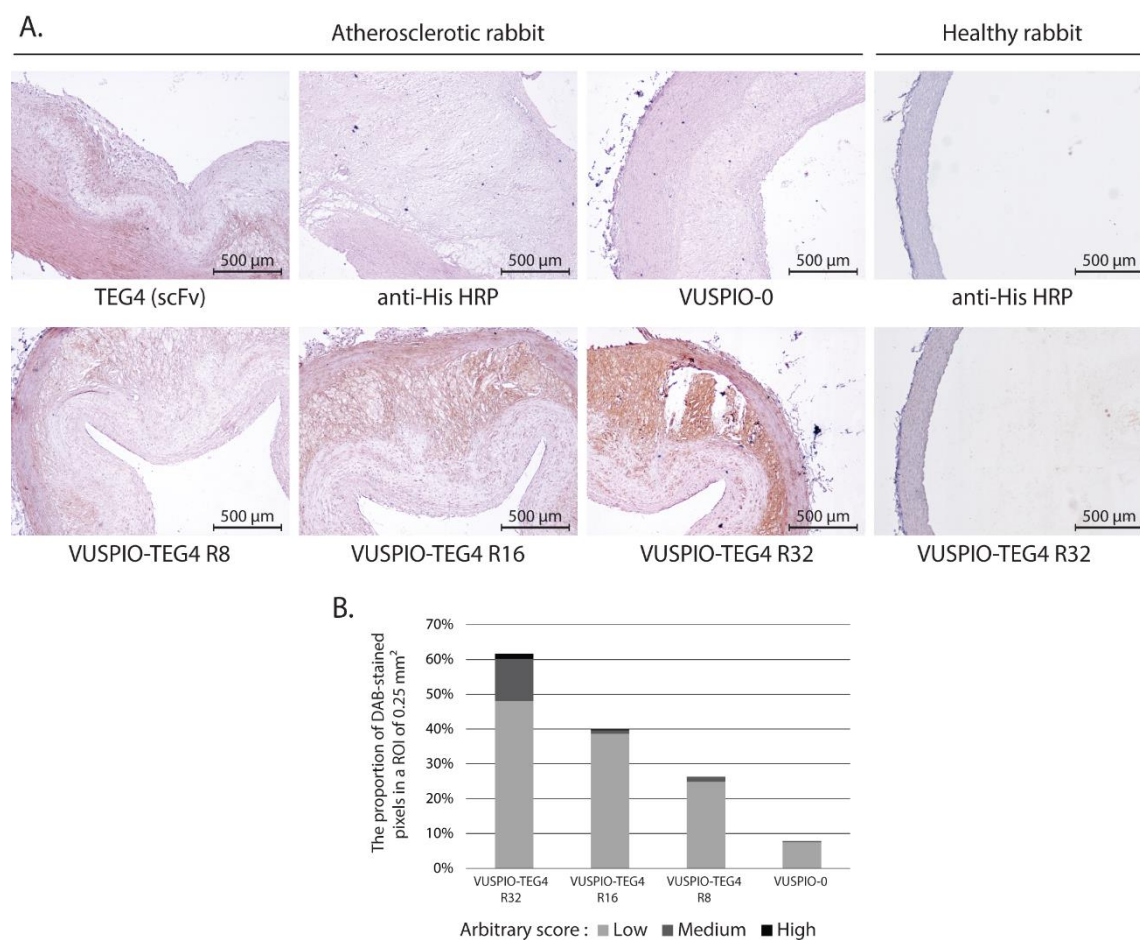 A.
Atherosclerotic rabbit
Healthy rabbit
500 µm
500 µm
500 µm
500 µm
TEG4 (scFv)
anti-His HRP
VUSPIO-0
anti-His HRP
500 µm
500 µm
500 µm
500 µm
VUSPIO-TEG4 R8
VUSPIO-TEG4 R16
VUSPIO-TEG4 R32
VUSPIO-TEG4 R32
B.
The proportion of DAB-stained
pixels in a ROI of 0.25 mm²
70%
60%
50%
40%
30%
20%
10%
0%
VUSPIO-TEG4
R32
VUSPIO-TEG4
R16
VUSPIO-TEG4
R8
VUSPIO-0
Arbitrary score : Low Medium High